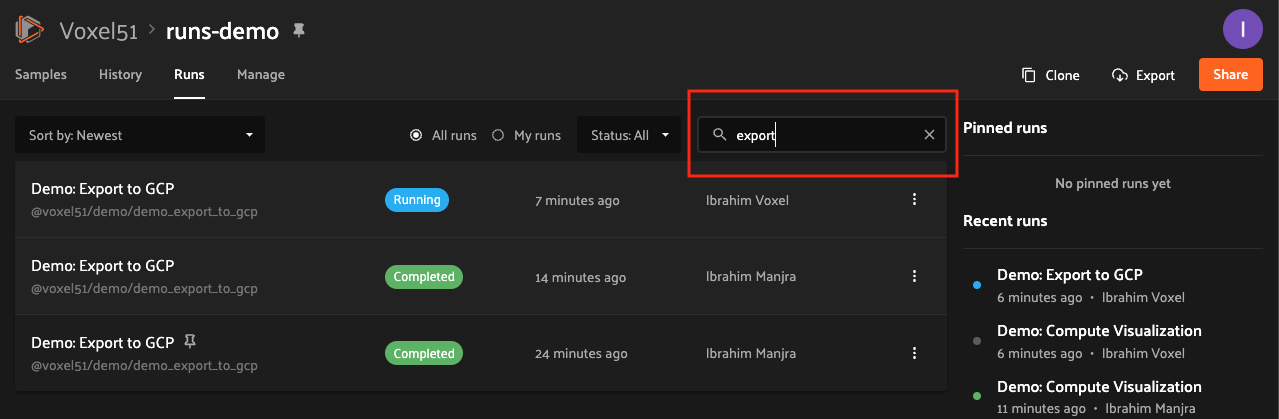 Voxel51 > runs-demo
I
Samples History Runs Manage
Clone Export Share
Sort by: Newest All runs My runs Status: All export
Demo: Export to GCP
@voxel51/demo/demo_export_to_gcp
Running 7 minutes ago Ibrahim Voxel
Demo: Export to GCP
@voxel51/demo/demo_export_to_gcp
Completed 14 minutes ago Ibrahim Manjra
Demo: Export to GCP
@voxel51/demo/demo_export_to_gcp
Completed 24 minutes ago Ibrahim Manjra
Pinned runs
No pinned runs yet
Recent runs
Demo: Export to GCP
6 minutes ago • Ibrahim Voxel
Demo: Compute Visualization
6 minutes ago • Ibrahim Voxel
Demo: Compute Visualization
11 minutes ago • Ibrahim Manjra